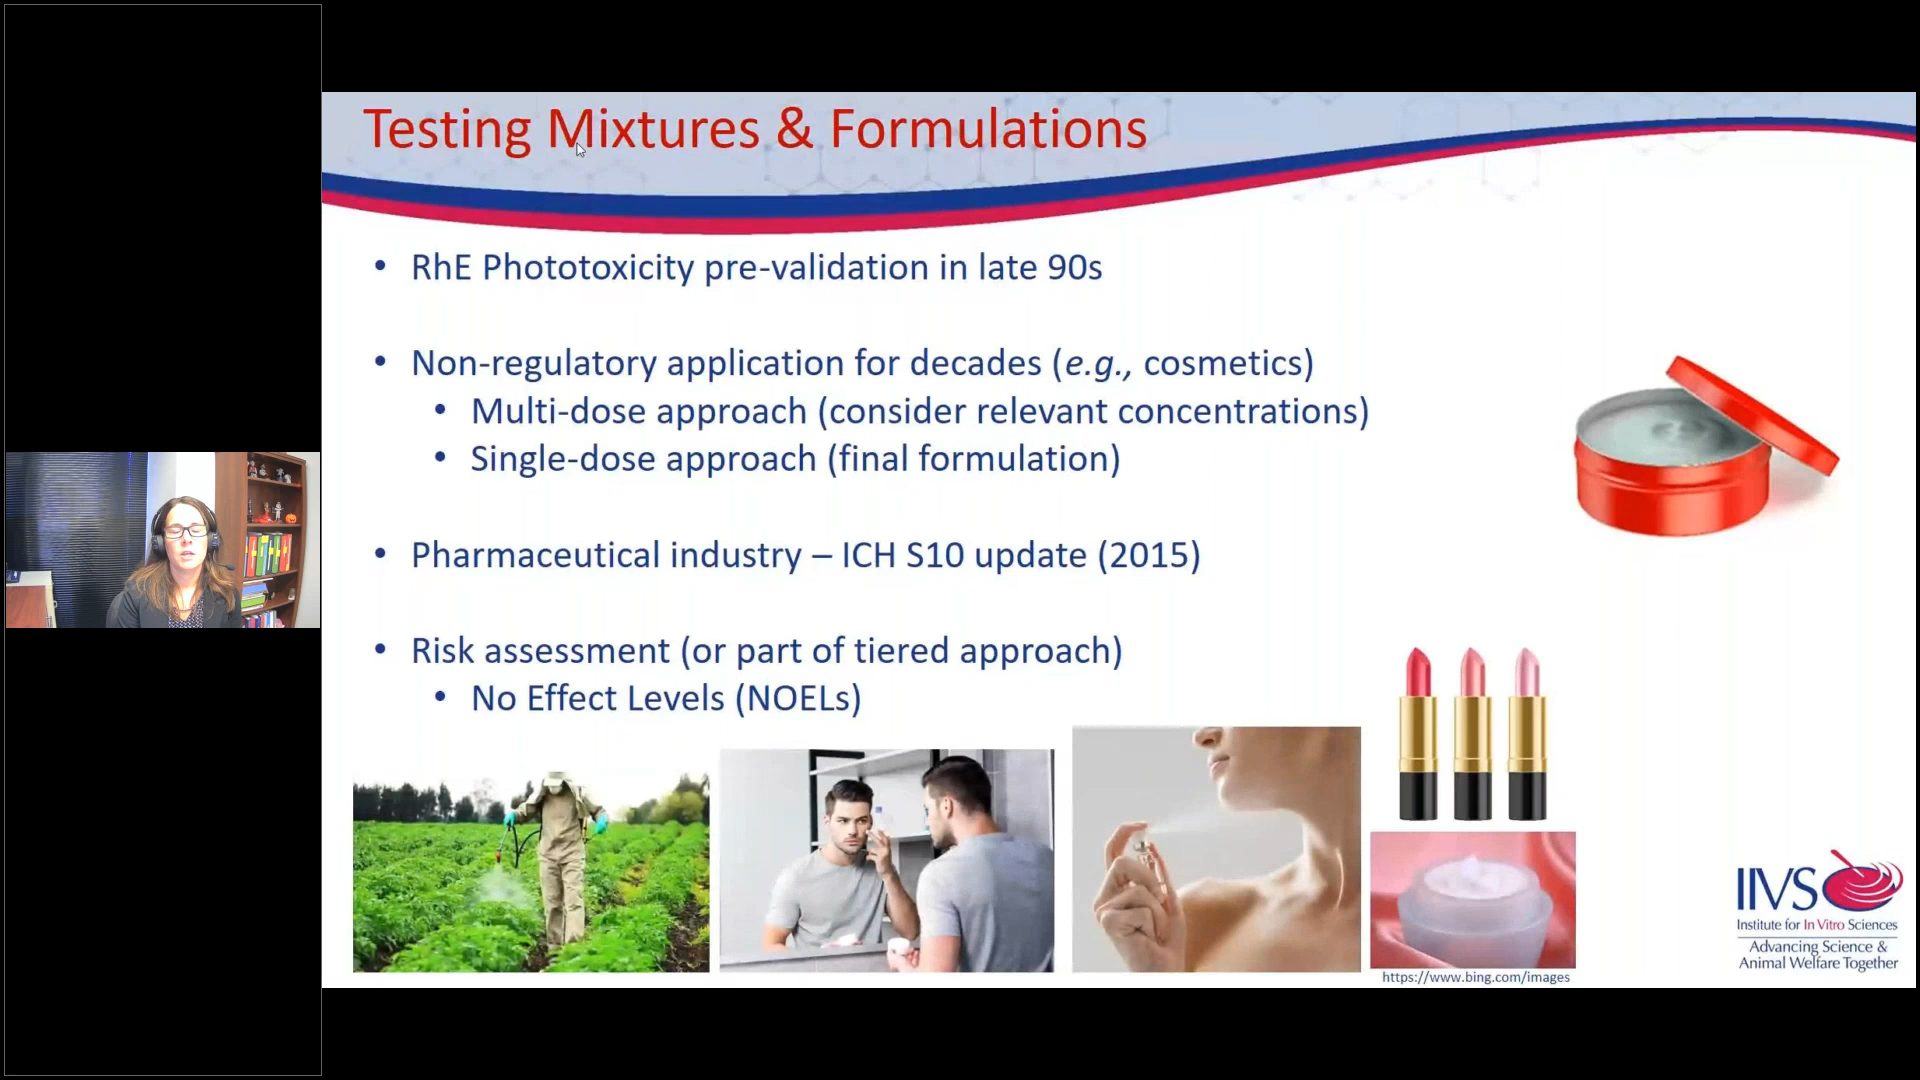 Testing Mixtures & Formulations
• RhE Phototoxicity pre-validation in late 90s
• Non-regulatory application for decades (e.g., cosmetics)
• Multi-dose approach (consider relevant concentrations)
• Single-dose approach (final formulation)
• Pharmaceutical industry – ICH S10 update (2015)
• Risk assessment (or part of tiered approach)
• No Effect Levels (NOELs)
https://www.bing.com/images
IIVS
Institute for In Vitro Sciences
Advancing Science &
Animal Welfare Together